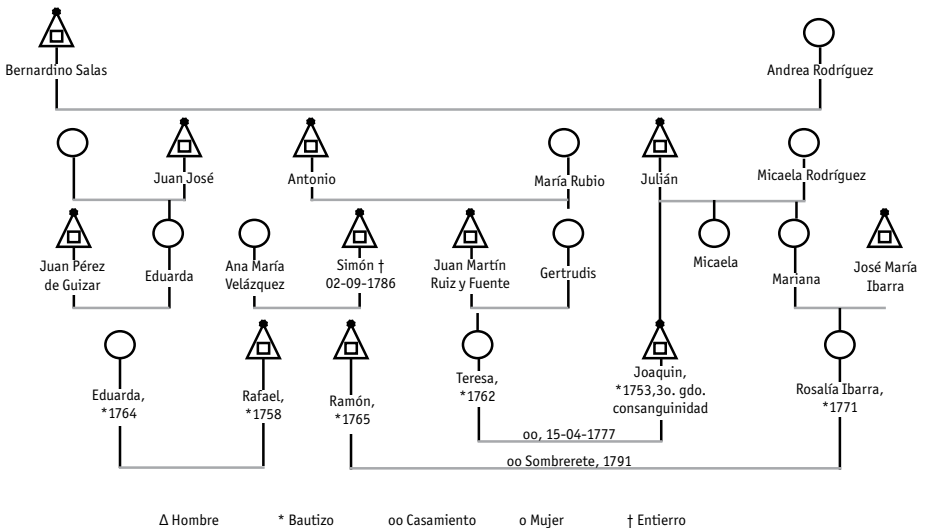 Bernardino Salas
Andrea Rodríguez
Juan José
Antonio
María Rubio
Julián
Micaela Rodríguez
Juan Pérez
de Guizar
Eduarda
Ana María
Velázquez
Simón †
02-09-1786
Juan Martín
Ruiz y Fuente
Gertrudis
Micaela
Mariana
José María
Ibarra
Eduarda,
*1764
Rafael,
*1758
Ramón,
*1765
Teresa,
*1762
Joaquin,
*1753,3o. gdo.
consanguinidad
Rosalía Ibarra,
*1771
oo, 15-04-1777
oo Sombrerete, 1791
Δ Hombre * Bautizo oo Casamiento o Mujer † Entierro